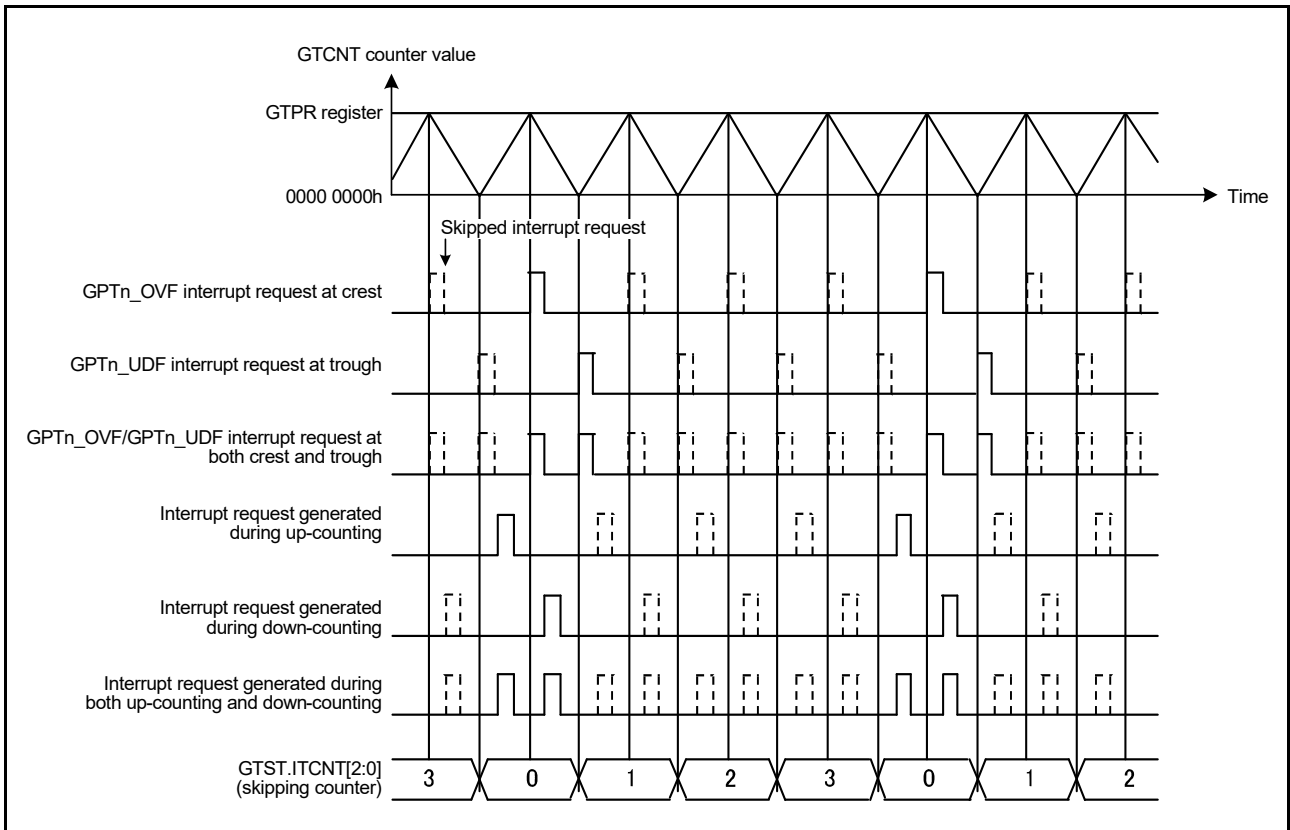 GTCNT counter value
GTPR register
0000 0000h
Time
Skipped interrupt request
GPTn_OVF interrupt request at crest
GPTn_UDF interrupt request at trough
GPTn_OVF/GPTn_UDF interrupt request at
both crest and trough
Interrupt request generated
during up-counting
Interrupt request generated
during down-counting
Interrupt request generated during
both up-counting and down-counting
GTST.ITCNT[2:0]
(skipping counter)
3 0 1 2 3 0 1 2